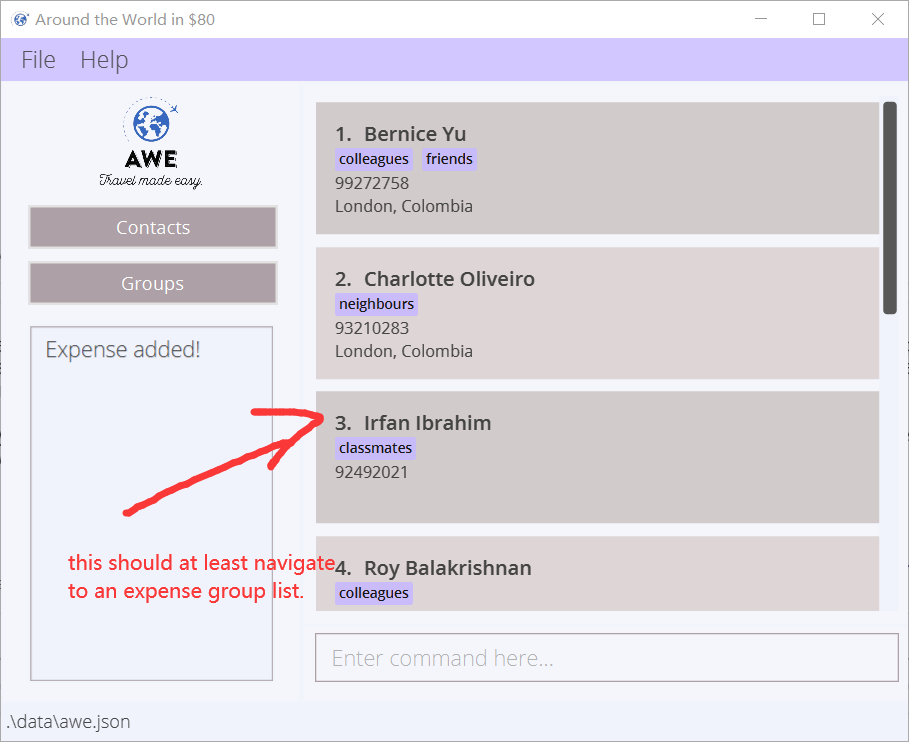 Around the World in $80
File Help
AWE
Travel made easy.
Contacts
Groups
Expense added!
1. Bernice Yu
colleagues friends
99272758
London, Colombia
2. Charlotte Oliveiro
neighbours
93210283
London, Colombia
3. Irfan Ibrahim
classmates
92492021
4. Roy Balakrishnan
colleagues
this should at least navigate
to an expense group list.
Enter command here...
.\data\awe.json